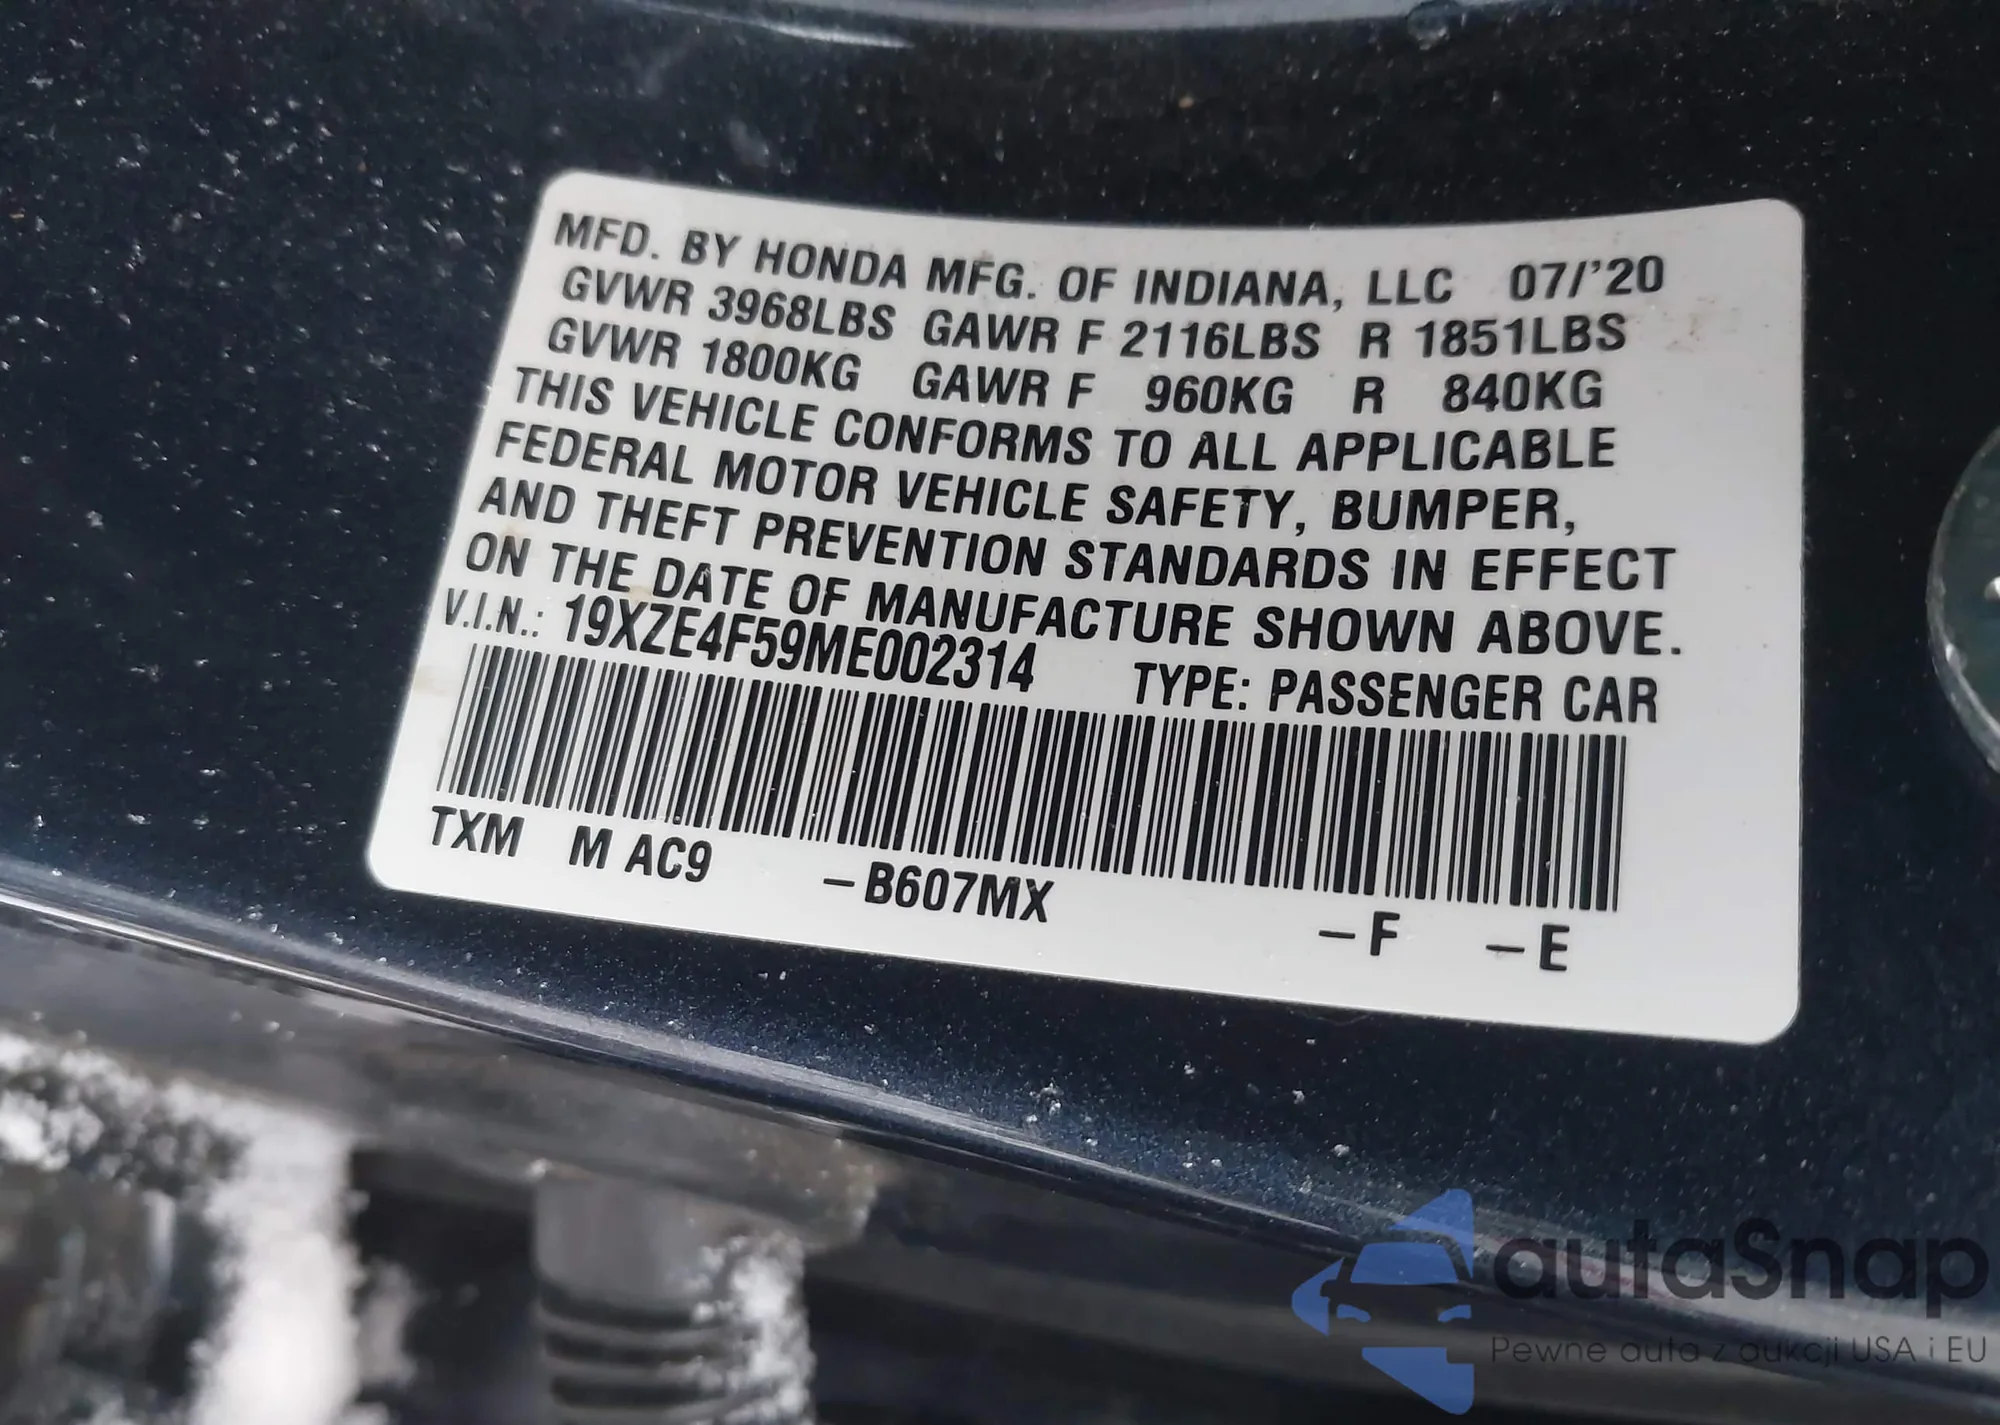 MFD. BY HONDA MFG. OF INDIANA, LLC 07/'20
GVWR 3968LBS GAWR F 2116LBS R 1851LBS
GVWR 1800KG GAWR F 960KG R 840KG
THIS VEHICLE CONFORMS TO ALL APPLICABLE
FEDERAL MOTOR VEHICLE SAFETY, BUMPER,
AND THEFT PREVENTION STANDARDS IN EFFECT
ON THE DATE OF MANUFACTURE SHOWN ABOVE.
V.I.N.: 19XZE4F59ME002314 TYPE: PASSENGER CAR
TXM M AC9 –B607MX –F –E
autaSnap
Pewne auta z aukcji USA i EU